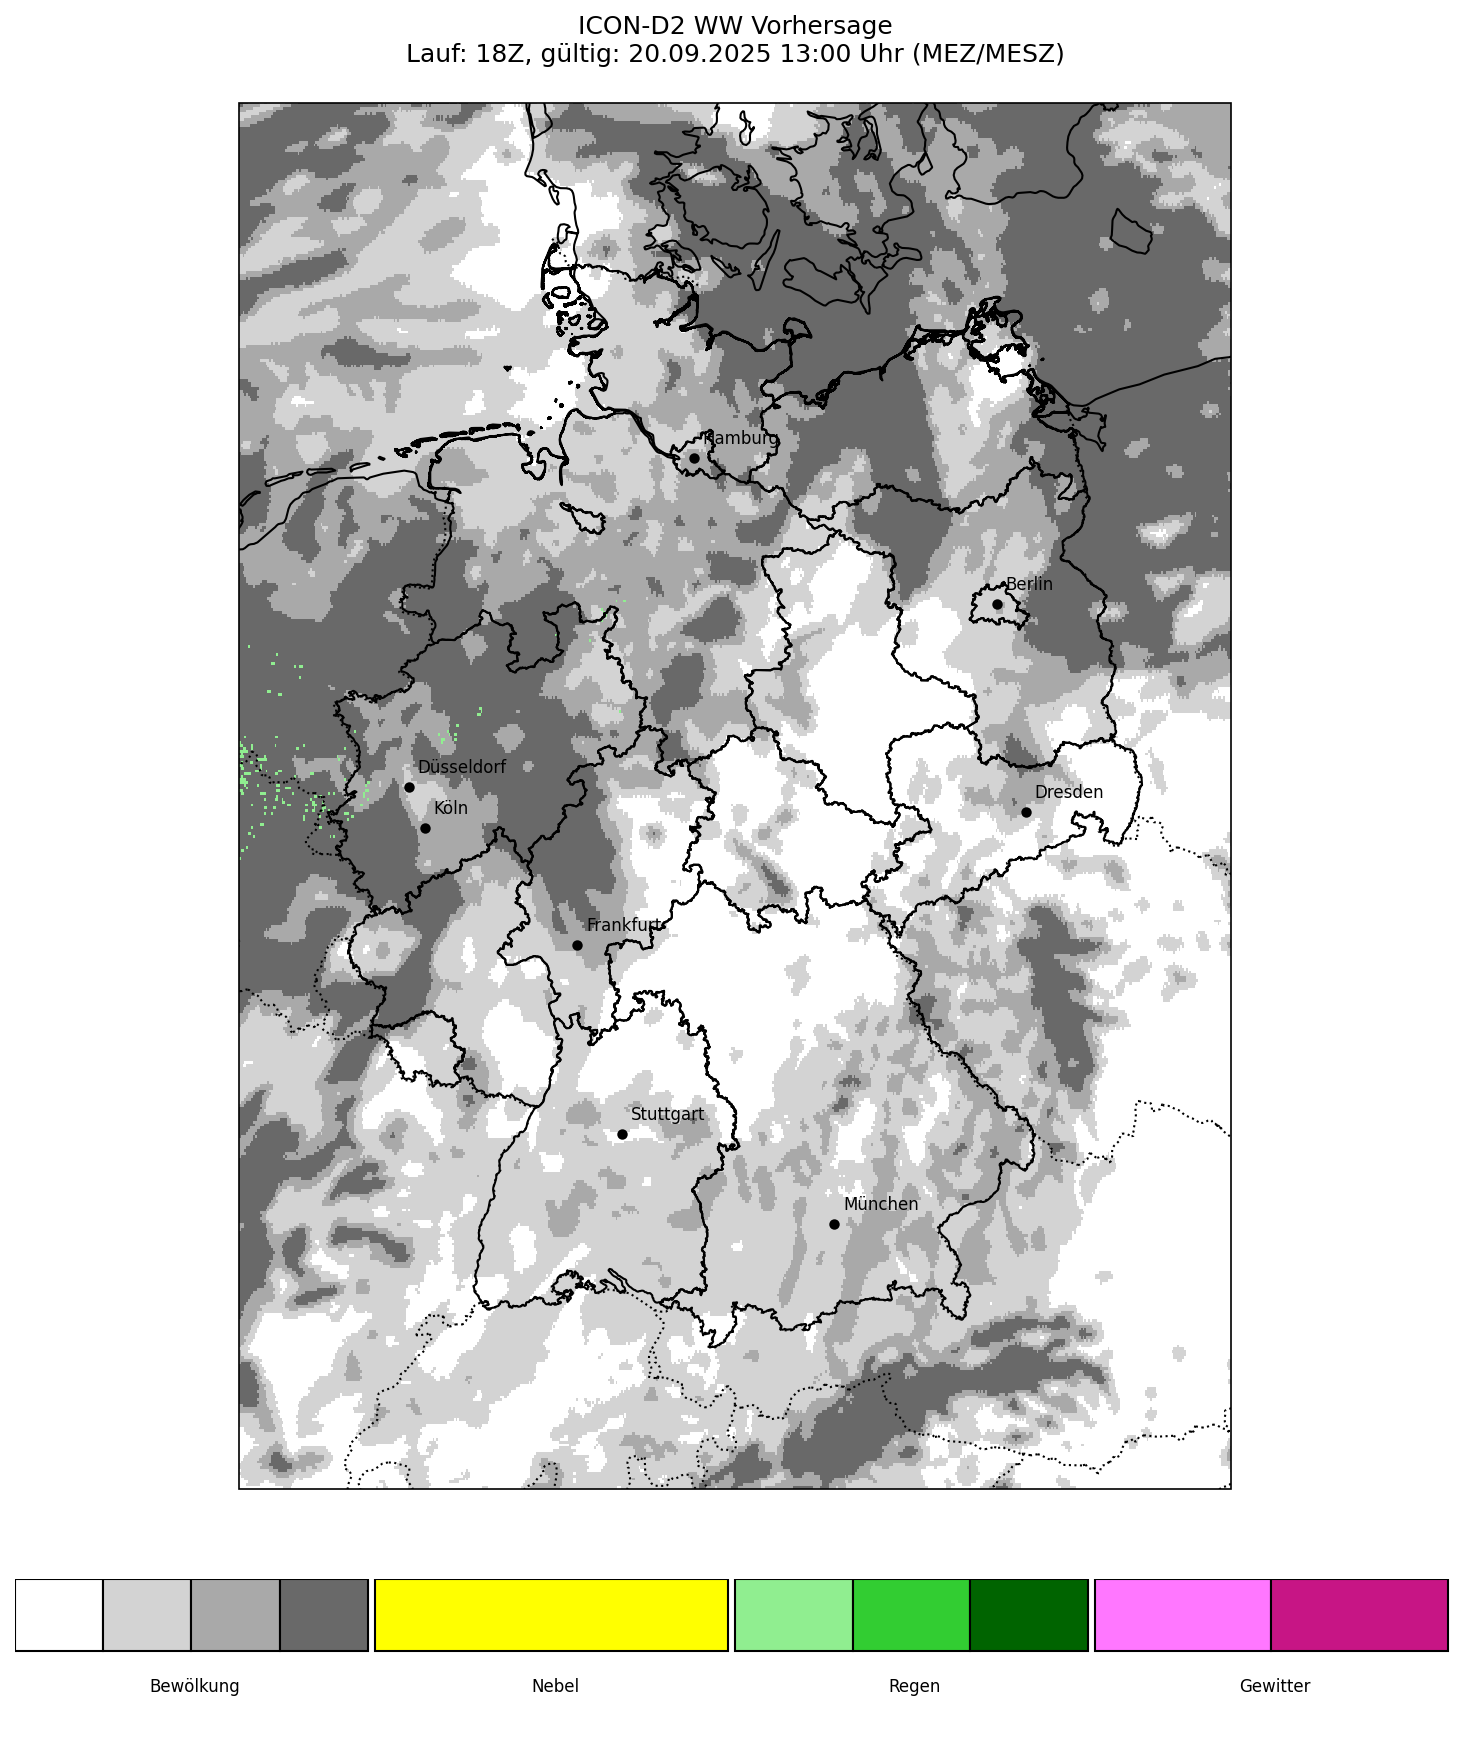 ICON-D2 WW Vorhersage
Lauf: 18Z, gültig: 20.09.2025 13:00 Uhr (MEZ/MESZ)
Hamburg
Berlin
Düsseldorf
Dresden
Köln
Frankfurt
Stuttgart
München
Bewölkung
Nebel
Regen
Gewitter